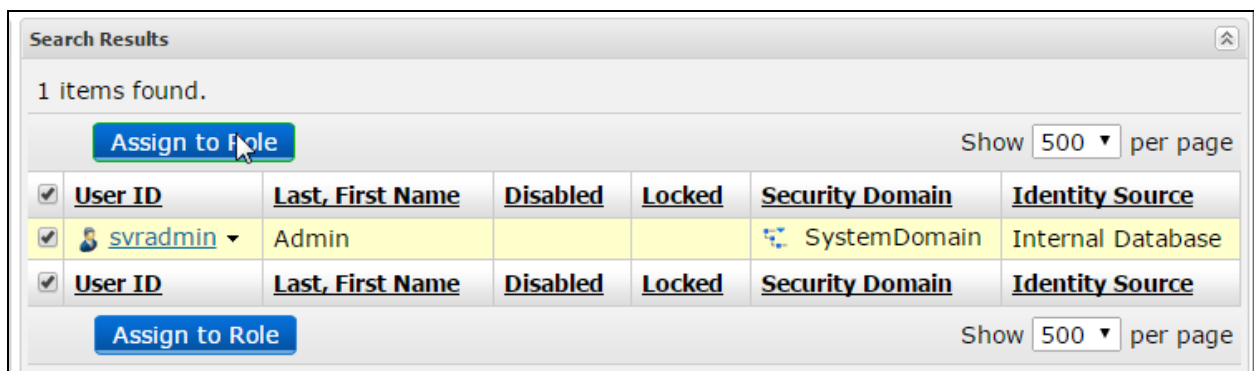 Search Results
1 items found.
Assign to Role Show 500 per page
User ID Last, First Name Disabled Locked Security Domain Identity Source
svradmin Admin SystemDomain Internal Database
User ID Last, First Name Disabled Locked Security Domain Identity Source
Assign to Role Show 500 per page